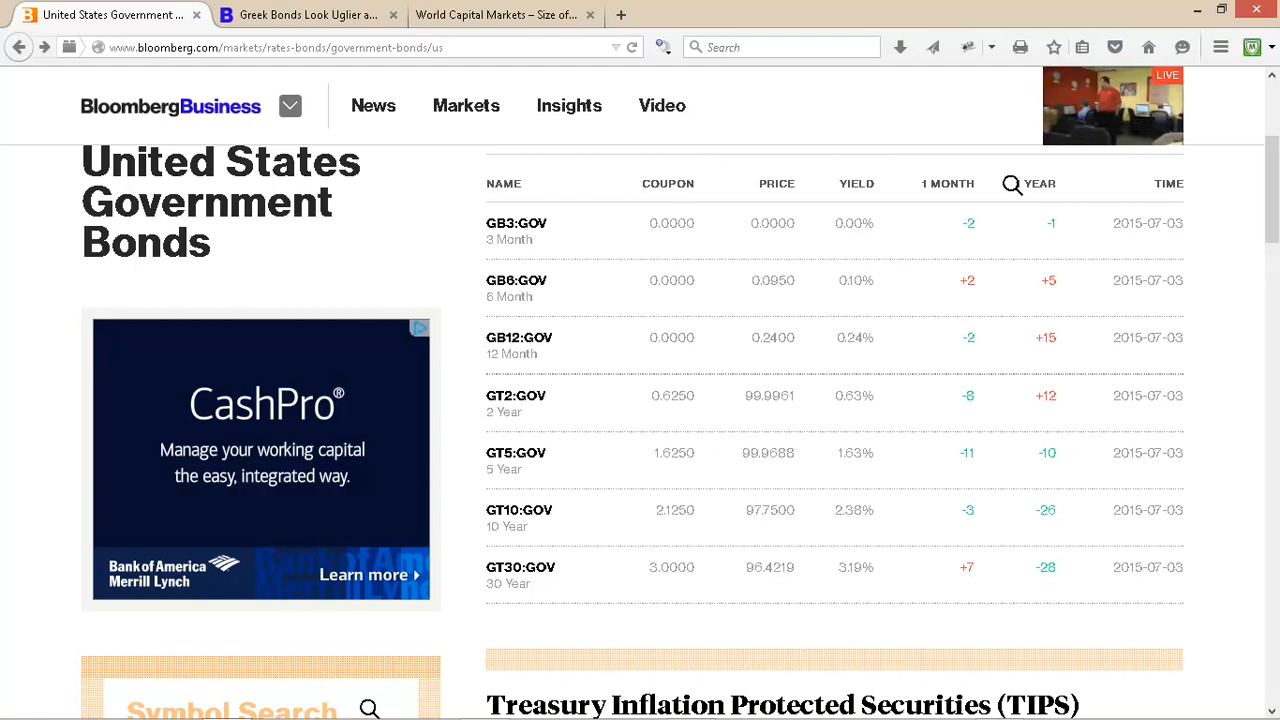 United States Government ...
Greek Bonds Look Uglier a...
World Capital Markets – Size of...
www.bloomberg.com/markets/rates-bonds/government-bonds/us
Search
BloombergBusiness
News Markets Insights Video
LIVE
United States
Government
Bonds
NAME COUPON PRICE YIELD 1 MONTH YEAR TIME
GB3:GOV 0.0000 0.0000 0.00% -2 -1 2015-07-03
3 Month
GB6:GOV 0.0000 0.0950 0.10% +2 +5 2015-07-03
6 Month
GB12:GOV 0.0000 0.2400 0.24% -2 +15 2015-07-03
12 Month
GT2:GOV 0.6250 99.9961 0.63% -8 +12 2015-07-03
2 Year
GT5:GOV 1.6250 99.9688 1.63% -11 -10 2015-07-03
5 Year
GT10:GOV 2.1250 97.7500 2.38% -3 -26 2015-07-03
10 Year
GT30:GOV 3.0000 96.4219 3.19% +7 -28 2015-07-03
30 Year
CashPro®
Manage your working capital
the easy, integrated way.
Bank of America
Merrill Lynch
Learn more
Symbol Search
Treasury Inflation Protected Securities (TIPS)